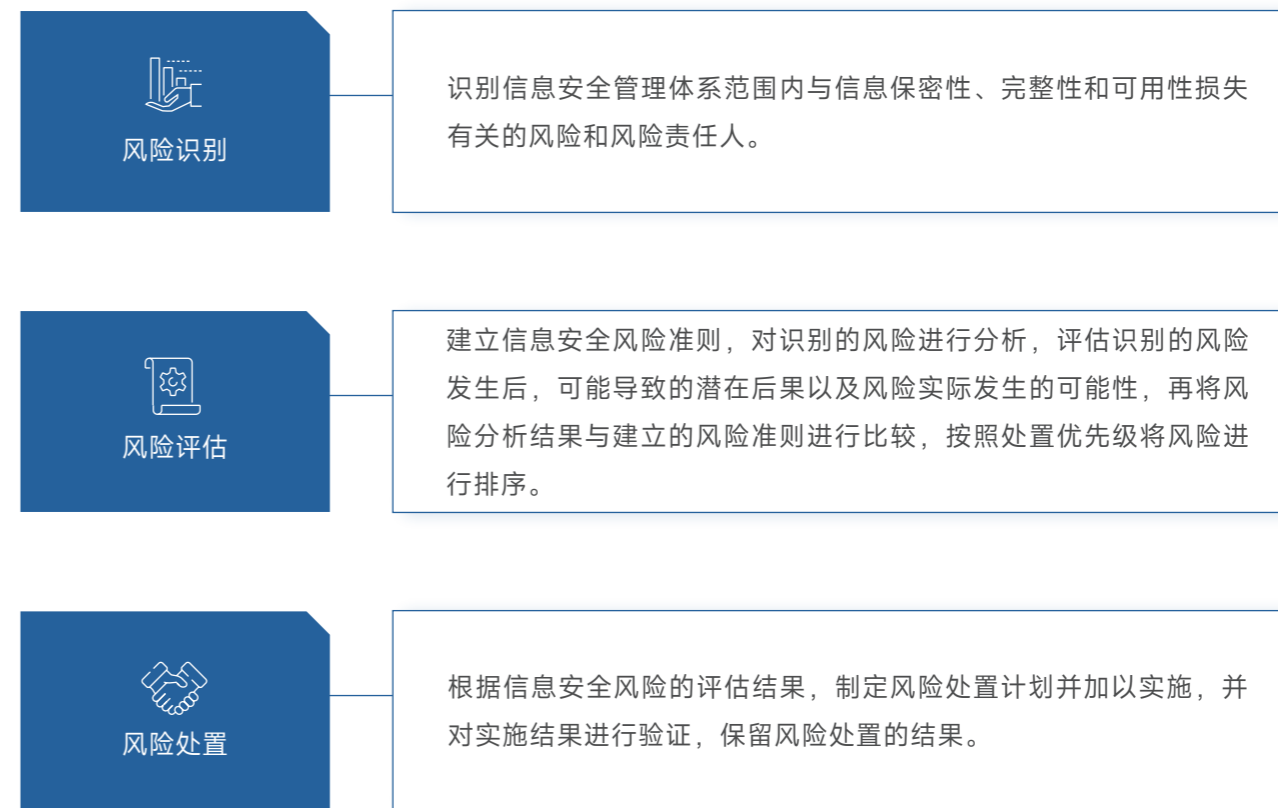 风险识别
识别信息安全管理体系范围内与信息保密性、完整性和可用性损失
有关的风险和风险责任人。
风险评估
建立信息安全风险准则，对识别的风险进行分析，评估识别的风险
发生后，可能导致的潜在后果以及风险实际发生的可能性，再将风
险分析结果与建立的风险准则进行比较，按照处置优先级将风险进
行排序。
风险处置
根据信息安全风险的评估结果，制定风险处置计划并加以实施，并
对实施结果进行验证，保留风险处置的结果。